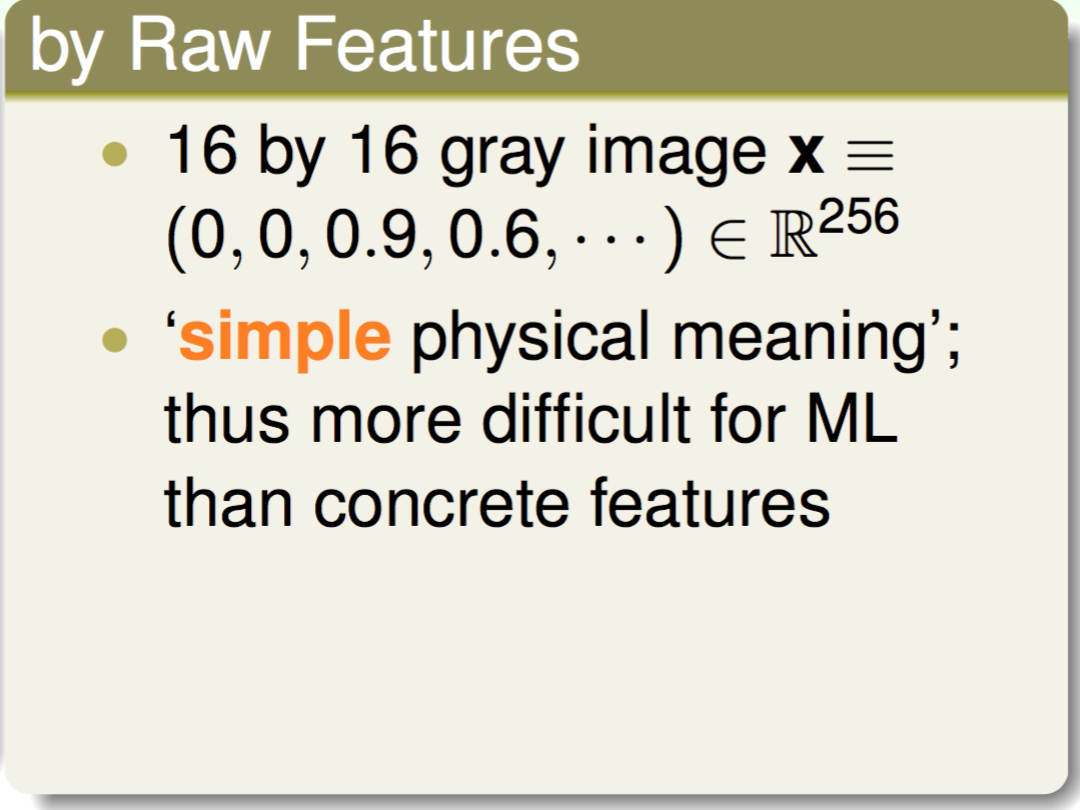 by Raw Features
• 16 by 16 gray image x ≡
(0, 0, 0.9, 0.6, · · · ) ∈ ℝ²⁵⁶
• ‘simple physical meaning’;
thus more difficult for ML
than concrete features